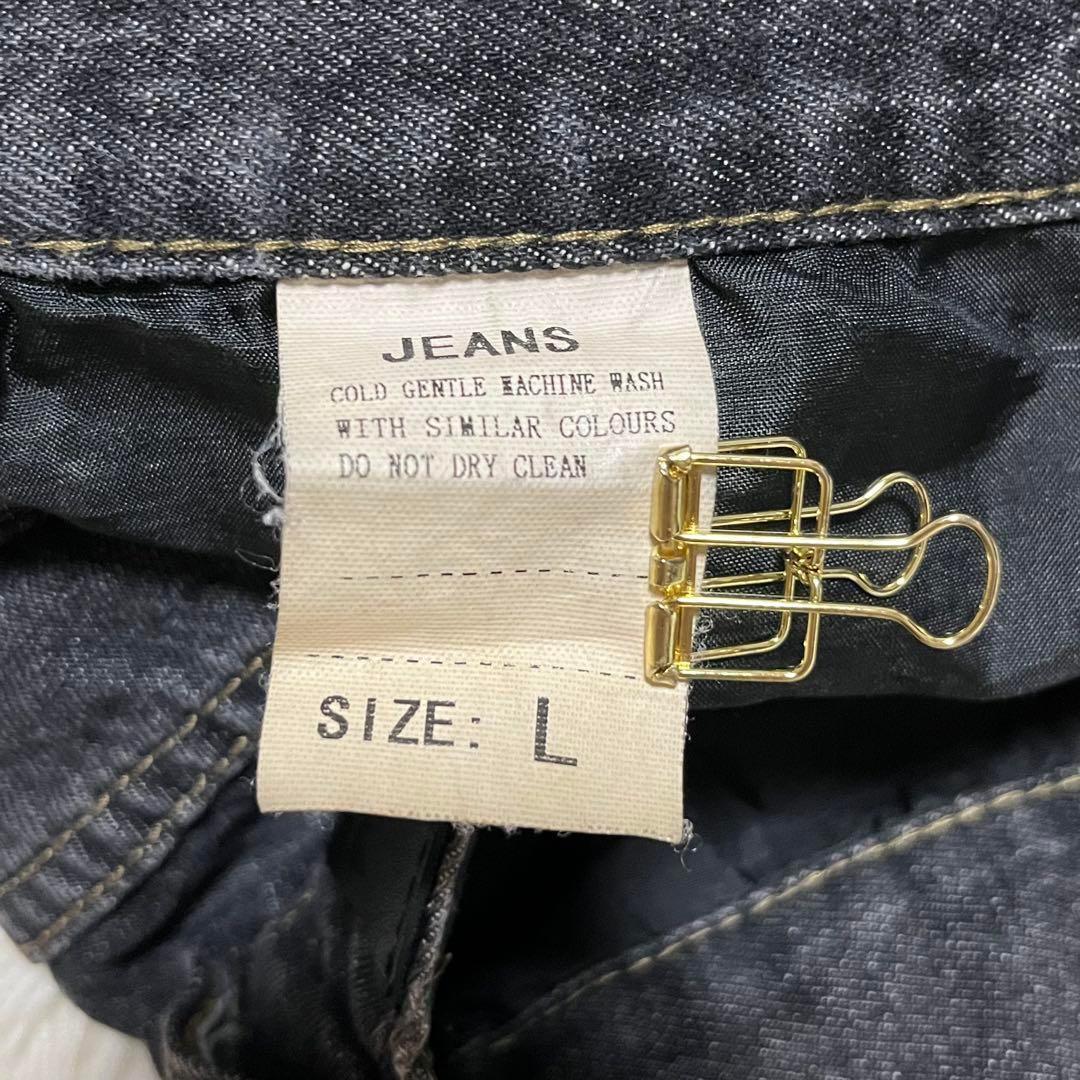 JEANS
COLD GENTLE MACHINE WASH
WITH SIMILAR COLOURS
DO NOT DRY CLEAN
SIZE: L